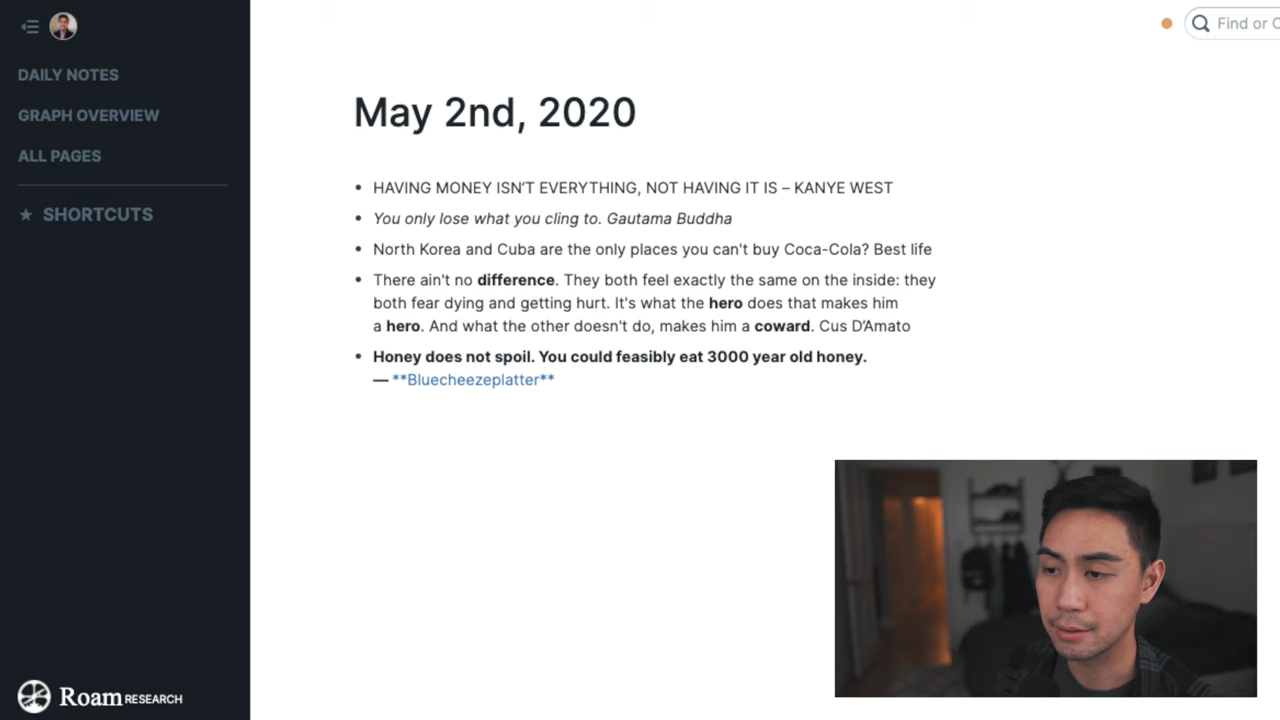 DAILY NOTES
GRAPH OVERVIEW
ALL PAGES
★ SHORTCUTS
Find or C
May 2nd, 2020
• HAVING MONEY ISN'T EVERYTHING, NOT HAVING IT IS – KANYE WEST
• You only lose what you cling to. Gautama Buddha
• North Korea and Cuba are the only places you can't buy Coca-Cola? Best life
• There ain't no difference. They both feel exactly the same on the inside: they
both fear dying and getting hurt. It's what the hero does that makes him
a hero. And what the other doesn't do, makes him a coward. Cus D'Amato
• Honey does not spoil. You could feasibly eat 3000 year old honey.
— **Bluecheezeplatter**
Roam RESEARCH